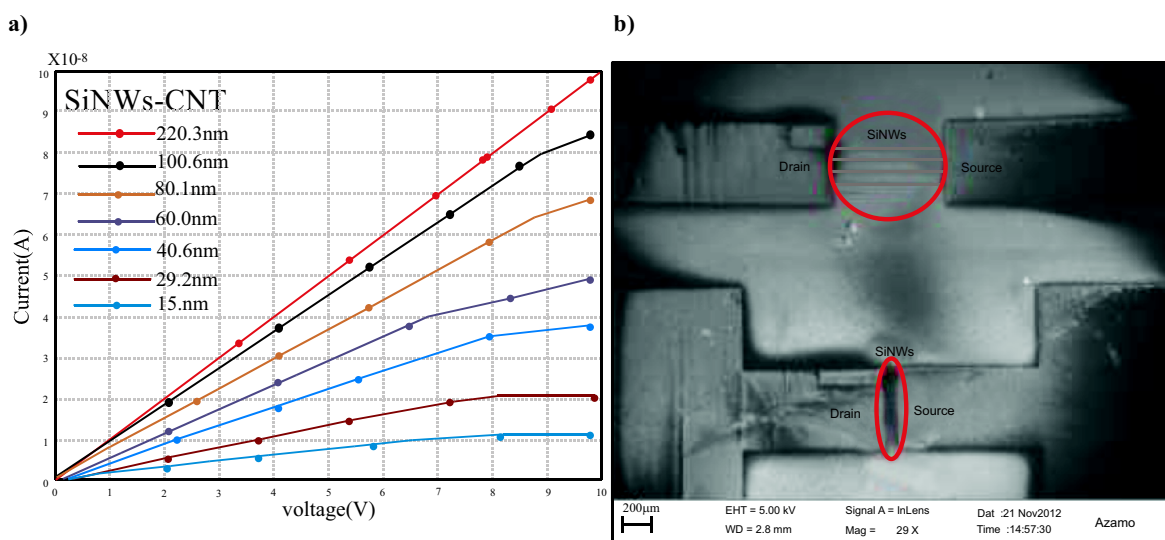 a)
X10-8
10
9
8
7
6
5
4
3
2
1
0
Current(A)
SiNWs-CNT
220.3nm
100.6nm
80.1nm
60.0nm
40.6nm
29.2nm
15.nm
0 1 2 3 4 5 6 7 8 9 10
voltage(V)
b)
SiNWs
Drain
Source
SiNWs
Drain
Source
200µm
EHT = 5.00 kV Signal A = InLens Dat :21 Nov2012
WD = 2.8 mm Mag = 29 X Time :14:57:30
Azamo